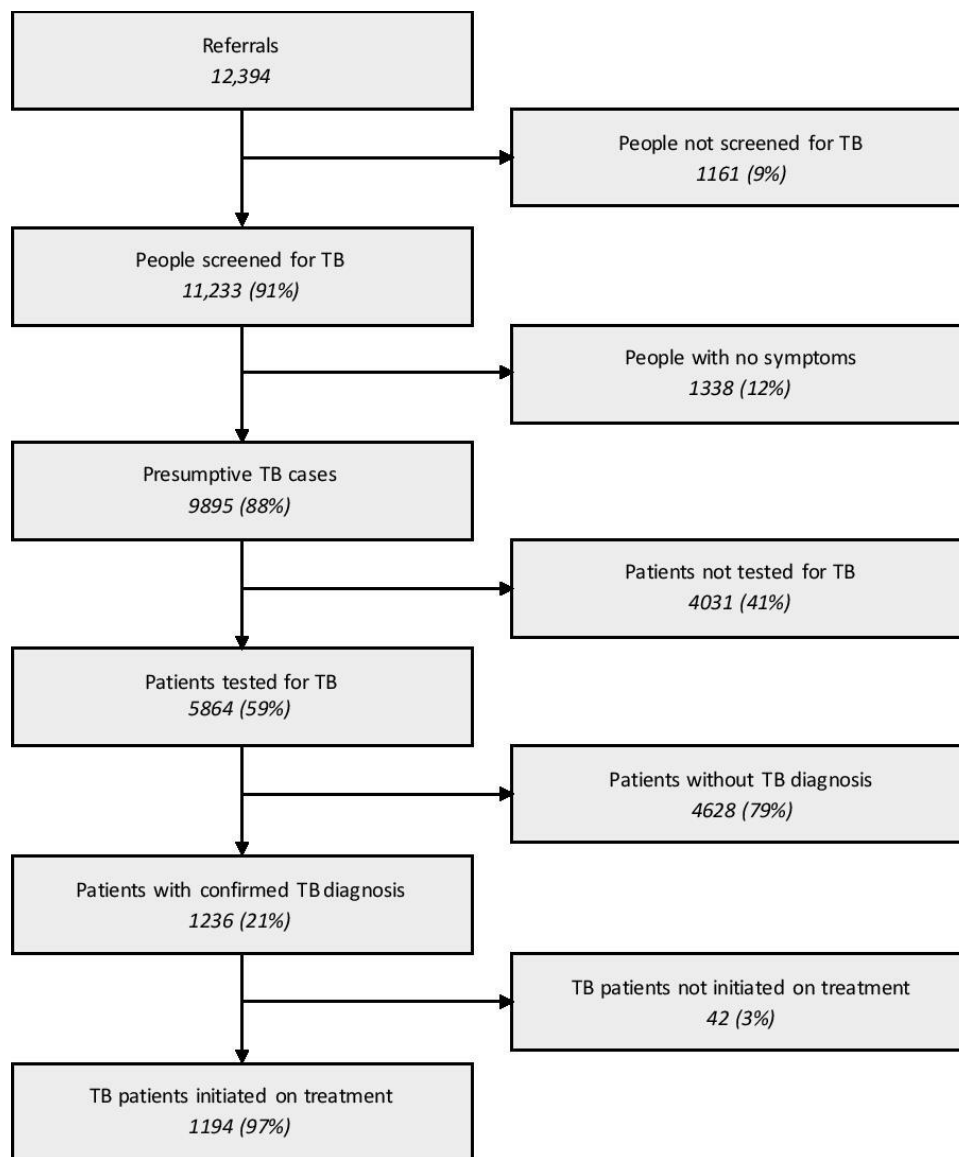 Referrals
12,394
People not screened for TB
1161 (9%)
People screened for TB
11,233 (91%)
People with no symptoms
1338 (12%)
Presumptive TB cases
9895 (88%)
Patients not tested for TB
4031 (41%)
Patients tested for TB
5864 (59%)
Patients without TB diagnosis
4628 (79%)
Patients with confirmed TB diagnosis
1236 (21%)
TB patients not initiated on treatment
42 (3%)
TB patients initiated on treatment
1194 (97%)